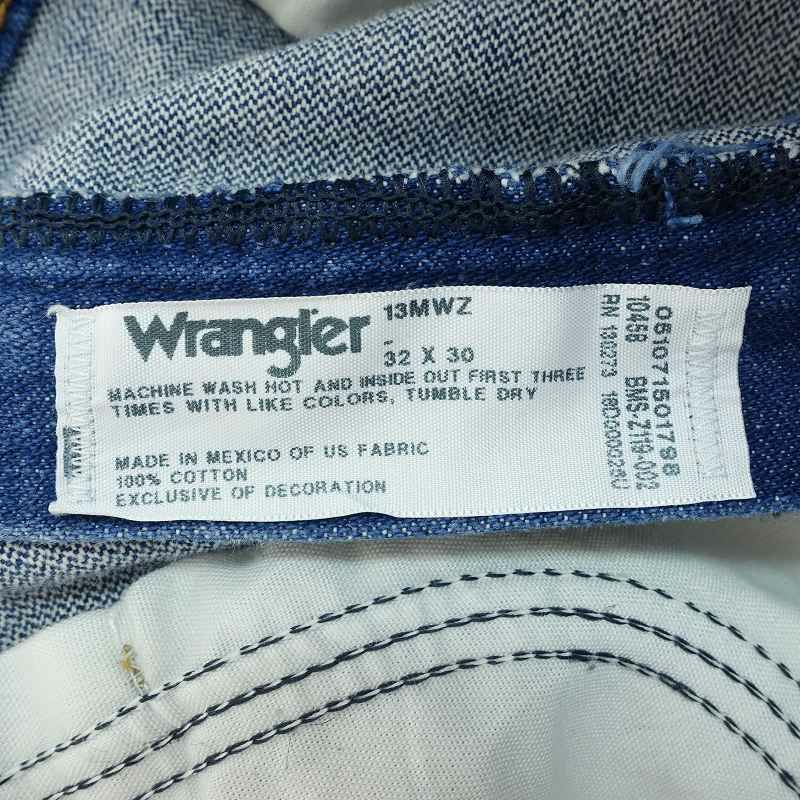 Wrangler
13MWZ
-
32 X 30
MACHINE WASH HOT AND INSIDE OUT FIRST THREE
TIMES WITH LIKE COLORS, TUMBLE DRY
MADE IN MEXICO OF US FABRIC
100% COTTON
EXCLUSIVE OF DECORATION
051071501798
10458 BMS-Z119-002
RN 130273